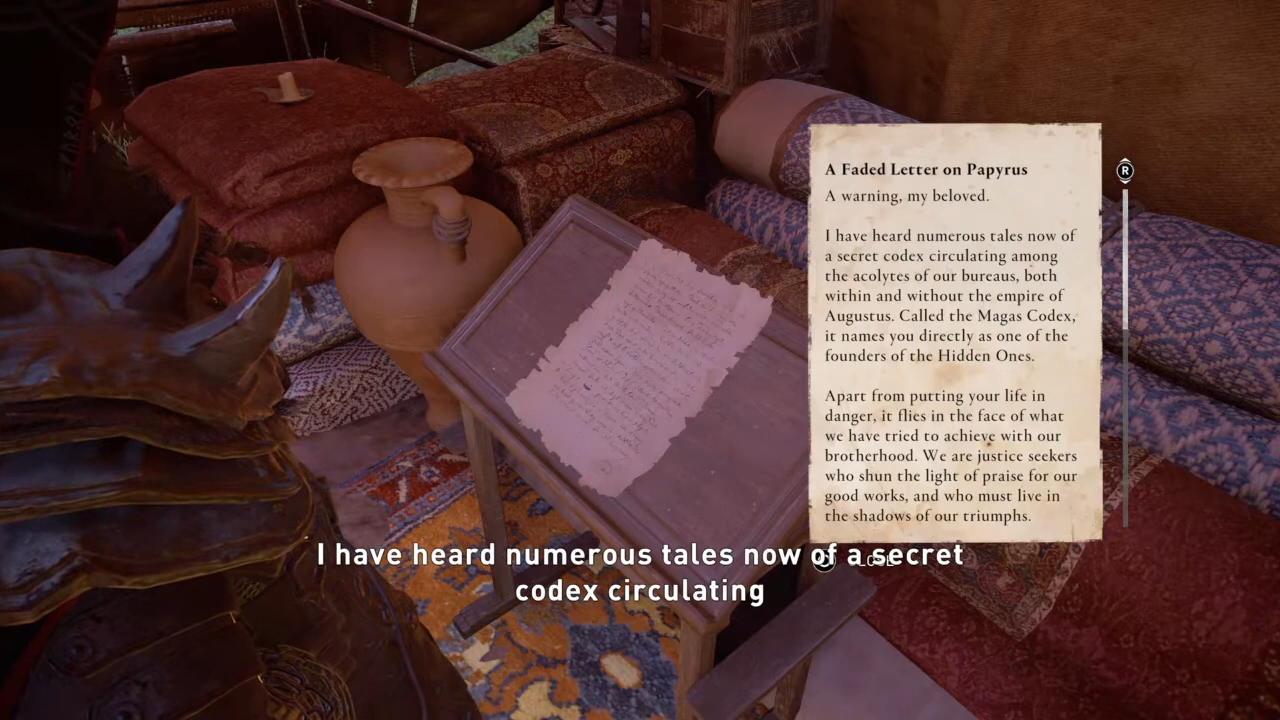 A Faded Letter on Papyrus
A warning, my beloved.
I have heard numerous tales now of
a secret codex circulating among
the acolytes of our bureaus, both
within and without the empire of
Augustus. Called the Magas Codex,
it names you directly as one of the
founders of the Hidden Ones.
Apart from putting your life in
danger, it flies in the face of what
we have tried to achieve with our
brotherhood. We are justice seekers
who shun the light of praise for our
good works, and who must live in
the shadows of our triumphs.
R
I have heard numerous tales now of a secret
codex circulating